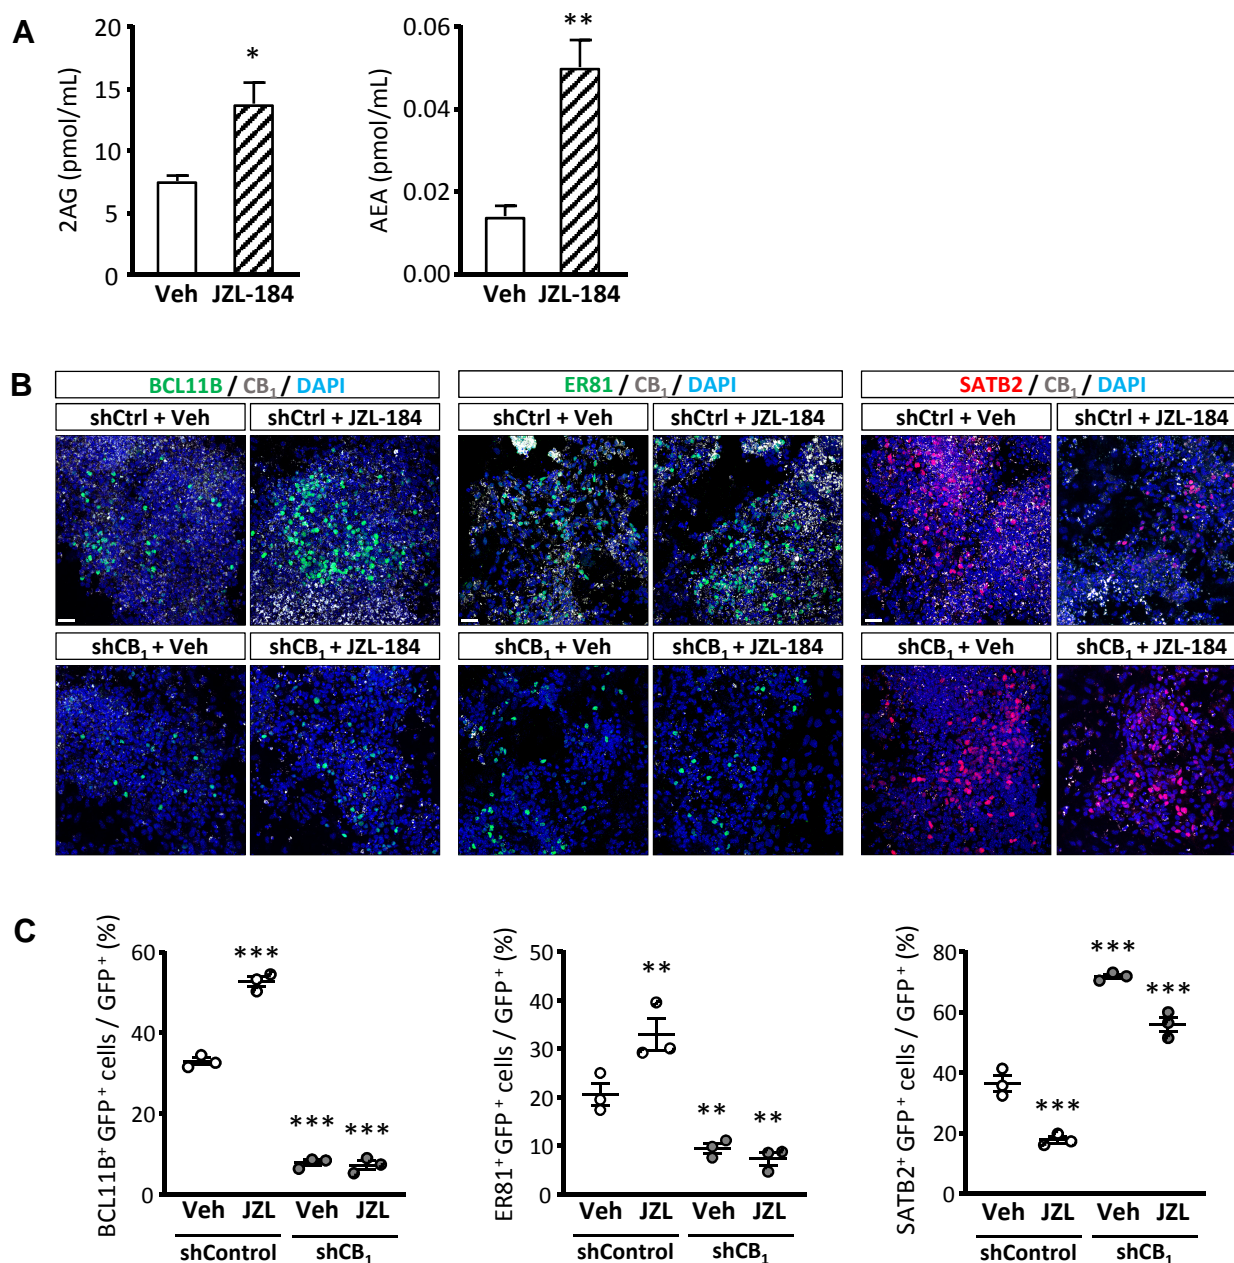 A
2AG (pmol/mL)
20
15
10
5
0
*
Veh JZL-184
AEA (pmol/mL)
0.06
0.04
0.02
0.00
**
Veh JZL-184
B
BCL11B / CB₁ / DAPI
shCtrl + Veh
shCtrl + JZL-184
shCB₁ + Veh
shCB₁ + JZL-184
ER81 / CB₁ / DAPI
shCtrl + Veh
shCtrl + JZL-184
shCB₁ + Veh
shCB₁ + JZL-184
SATB2 / CB₁ / DAPI
shCtrl + Veh
shCtrl + JZL-184
shCB₁ + Veh
shCB₁ + JZL-184
C
BCL11B⁺ GFP⁺ cells / GFP⁺ (%)
60
40
20
0
***
*** ***
Veh JZL Veh JZL
shControl shCB₁
ER81⁺ GFP⁺ cells / GFP⁺ (%)
50
40
30
20
10
0
**
** **
Veh JZL Veh JZL
shControl shCB₁
SATB2⁺ GFP⁺ cells / GFP⁺ (%)
80
60
40
20
0
***
***
***
Veh JZL Veh JZL
shControl shCB₁